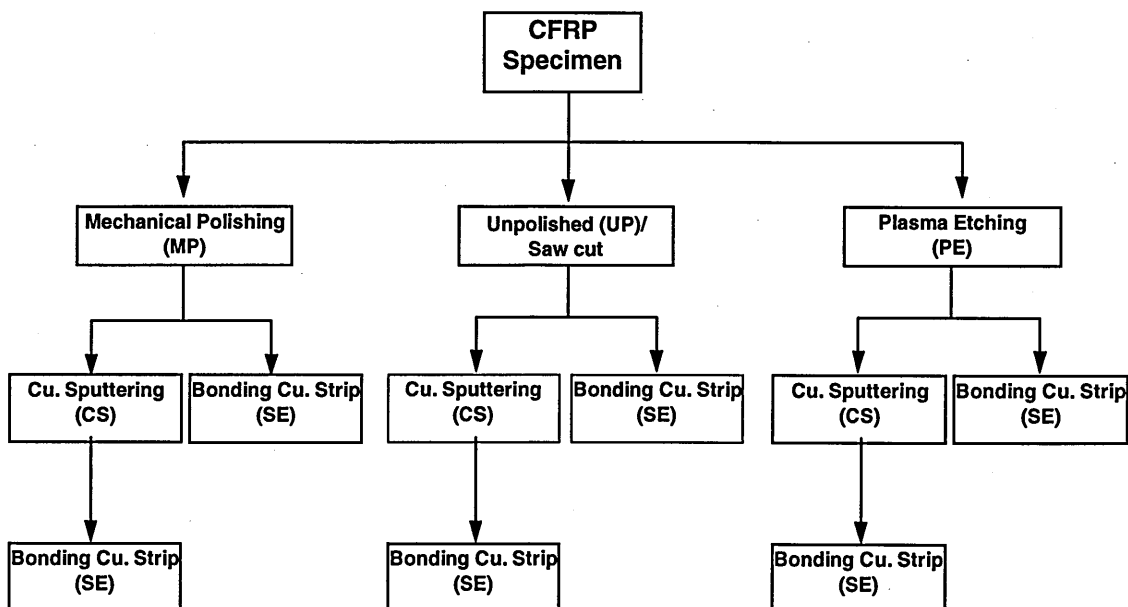 CFRP
Specimen
Mechanical Polishing
(MP)
Unpolished (UP)/
Saw cut
Plasma Etching
(PE)
Cu. Sputtering
(CS)
Bonding Cu. Strip
(SE)
Cu. Sputtering
(CS)
Bonding Cu. Strip
(SE)
Cu. Sputtering
(CS)
Bonding Cu. Strip
(SE)
Bonding Cu. Strip
(SE)
Bonding Cu. Strip
(SE)
Bonding Cu. Strip
(SE)